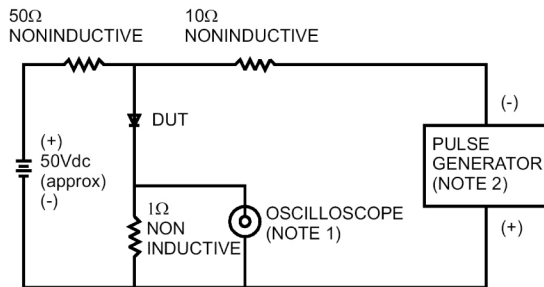 50Ω
NONINDUCTIVE
10Ω
NONINDUCTIVE
(+)
50Vdc
(approx)
(-)
DUT
1Ω
NON
INDUCTIVE
OSCILLOSCOPE
(NOTE 1)
(-)
PULSE
GENERATOR
(NOTE 2)
(+)